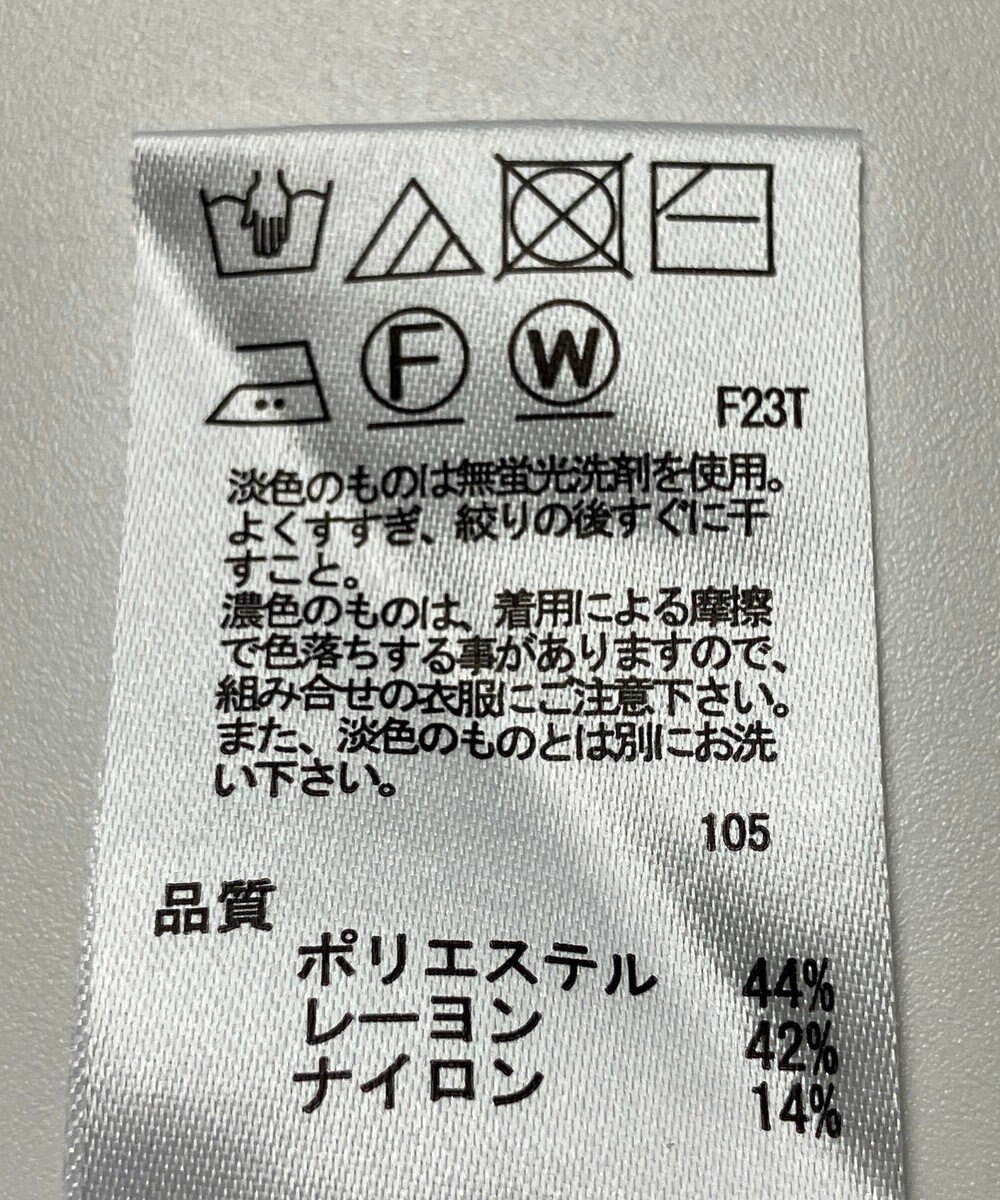 F W
F23T
淡色のものは無蛍光洗剤を使用。
よくすすぎ、絞りの後すぐに干
すこと。
濃色のものは、着用による摩擦
で色落ちする事がありますので、
組み合せの衣服にご注意下さい。
また、淡色のものとは別にお洗
い下さい。
105
品質
ポリエステル 44%
レーヨン 42%
ナイロン 14%